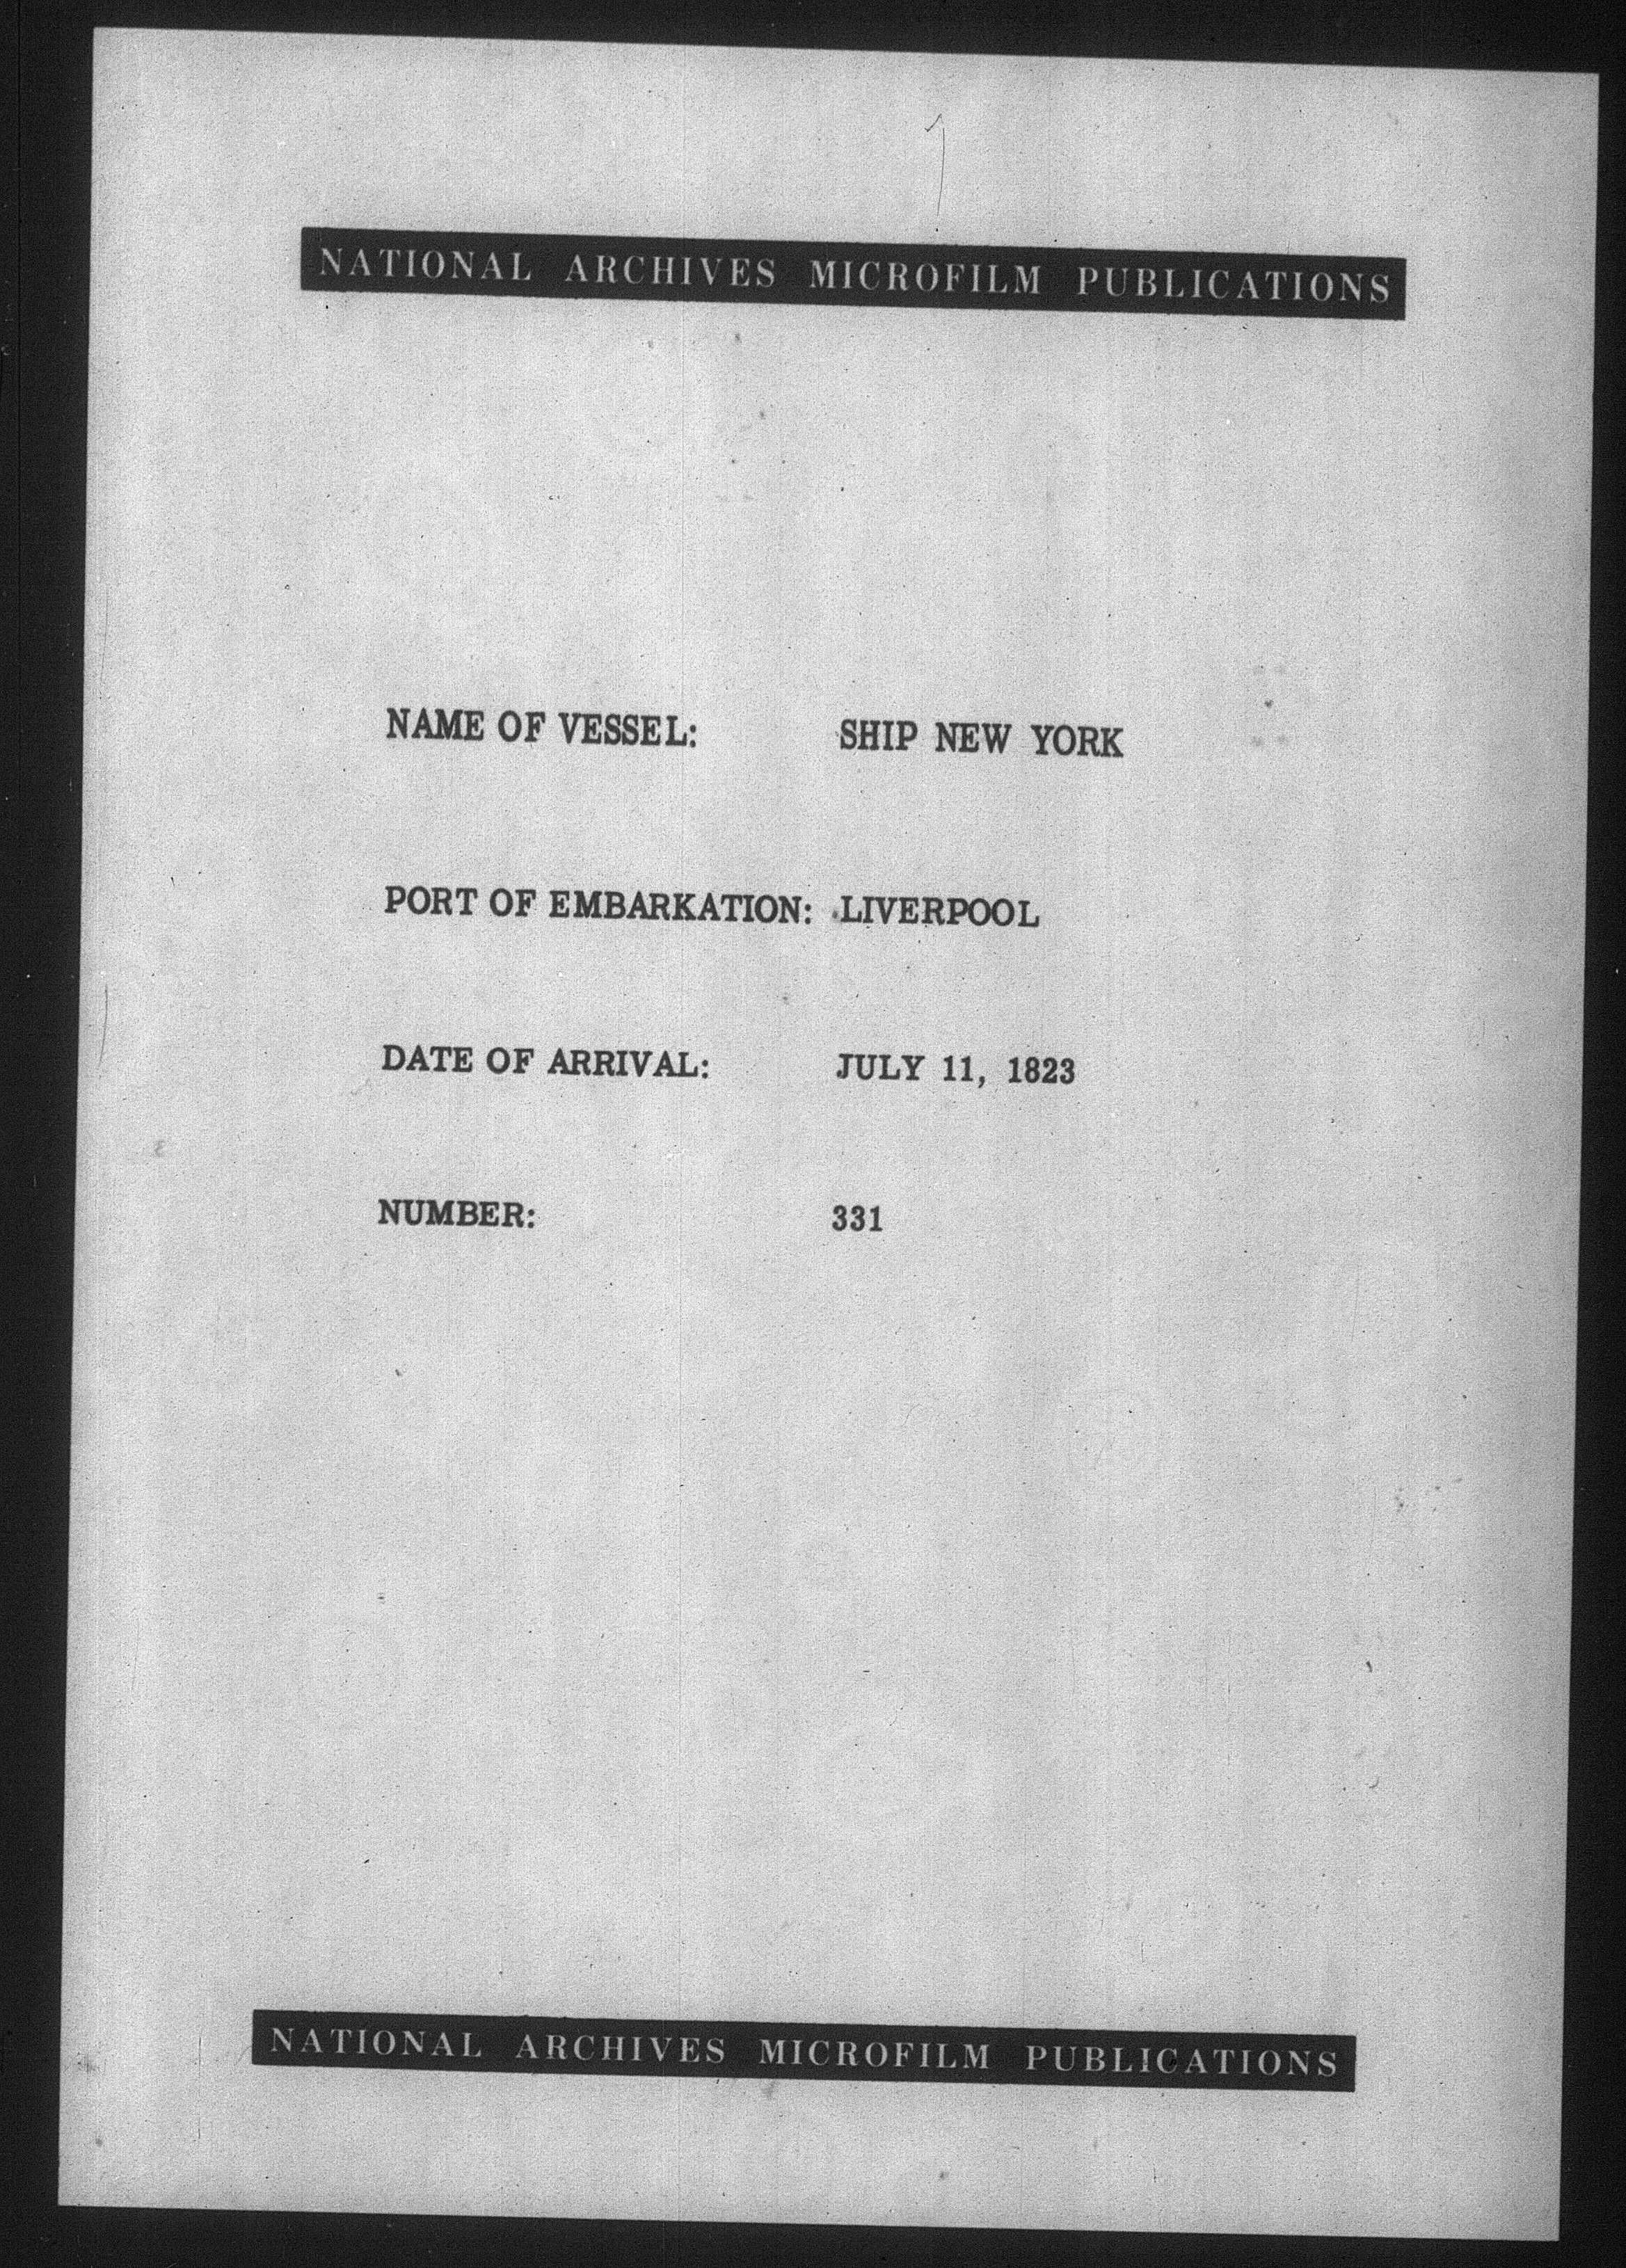 NATIONAL ARCHIVES MICROFILM PUBLICATIONS
NAME OF VESSEL: SHIP NEW YORK
PORT OF EMBARKATION: LIVERPOOL
DATE OF ARRIVAL: JULY 11, 1823
NUMBER: 331
NATIONAL ARCHIVES MICROFILM PUBLICATIONS